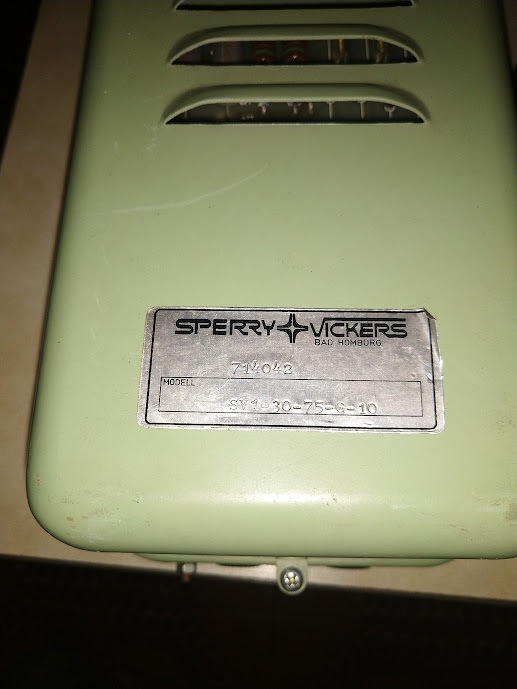 SPERRY VICKERS
BAD HOMBURG
714042
MODELL
SV1-30-75-G-10